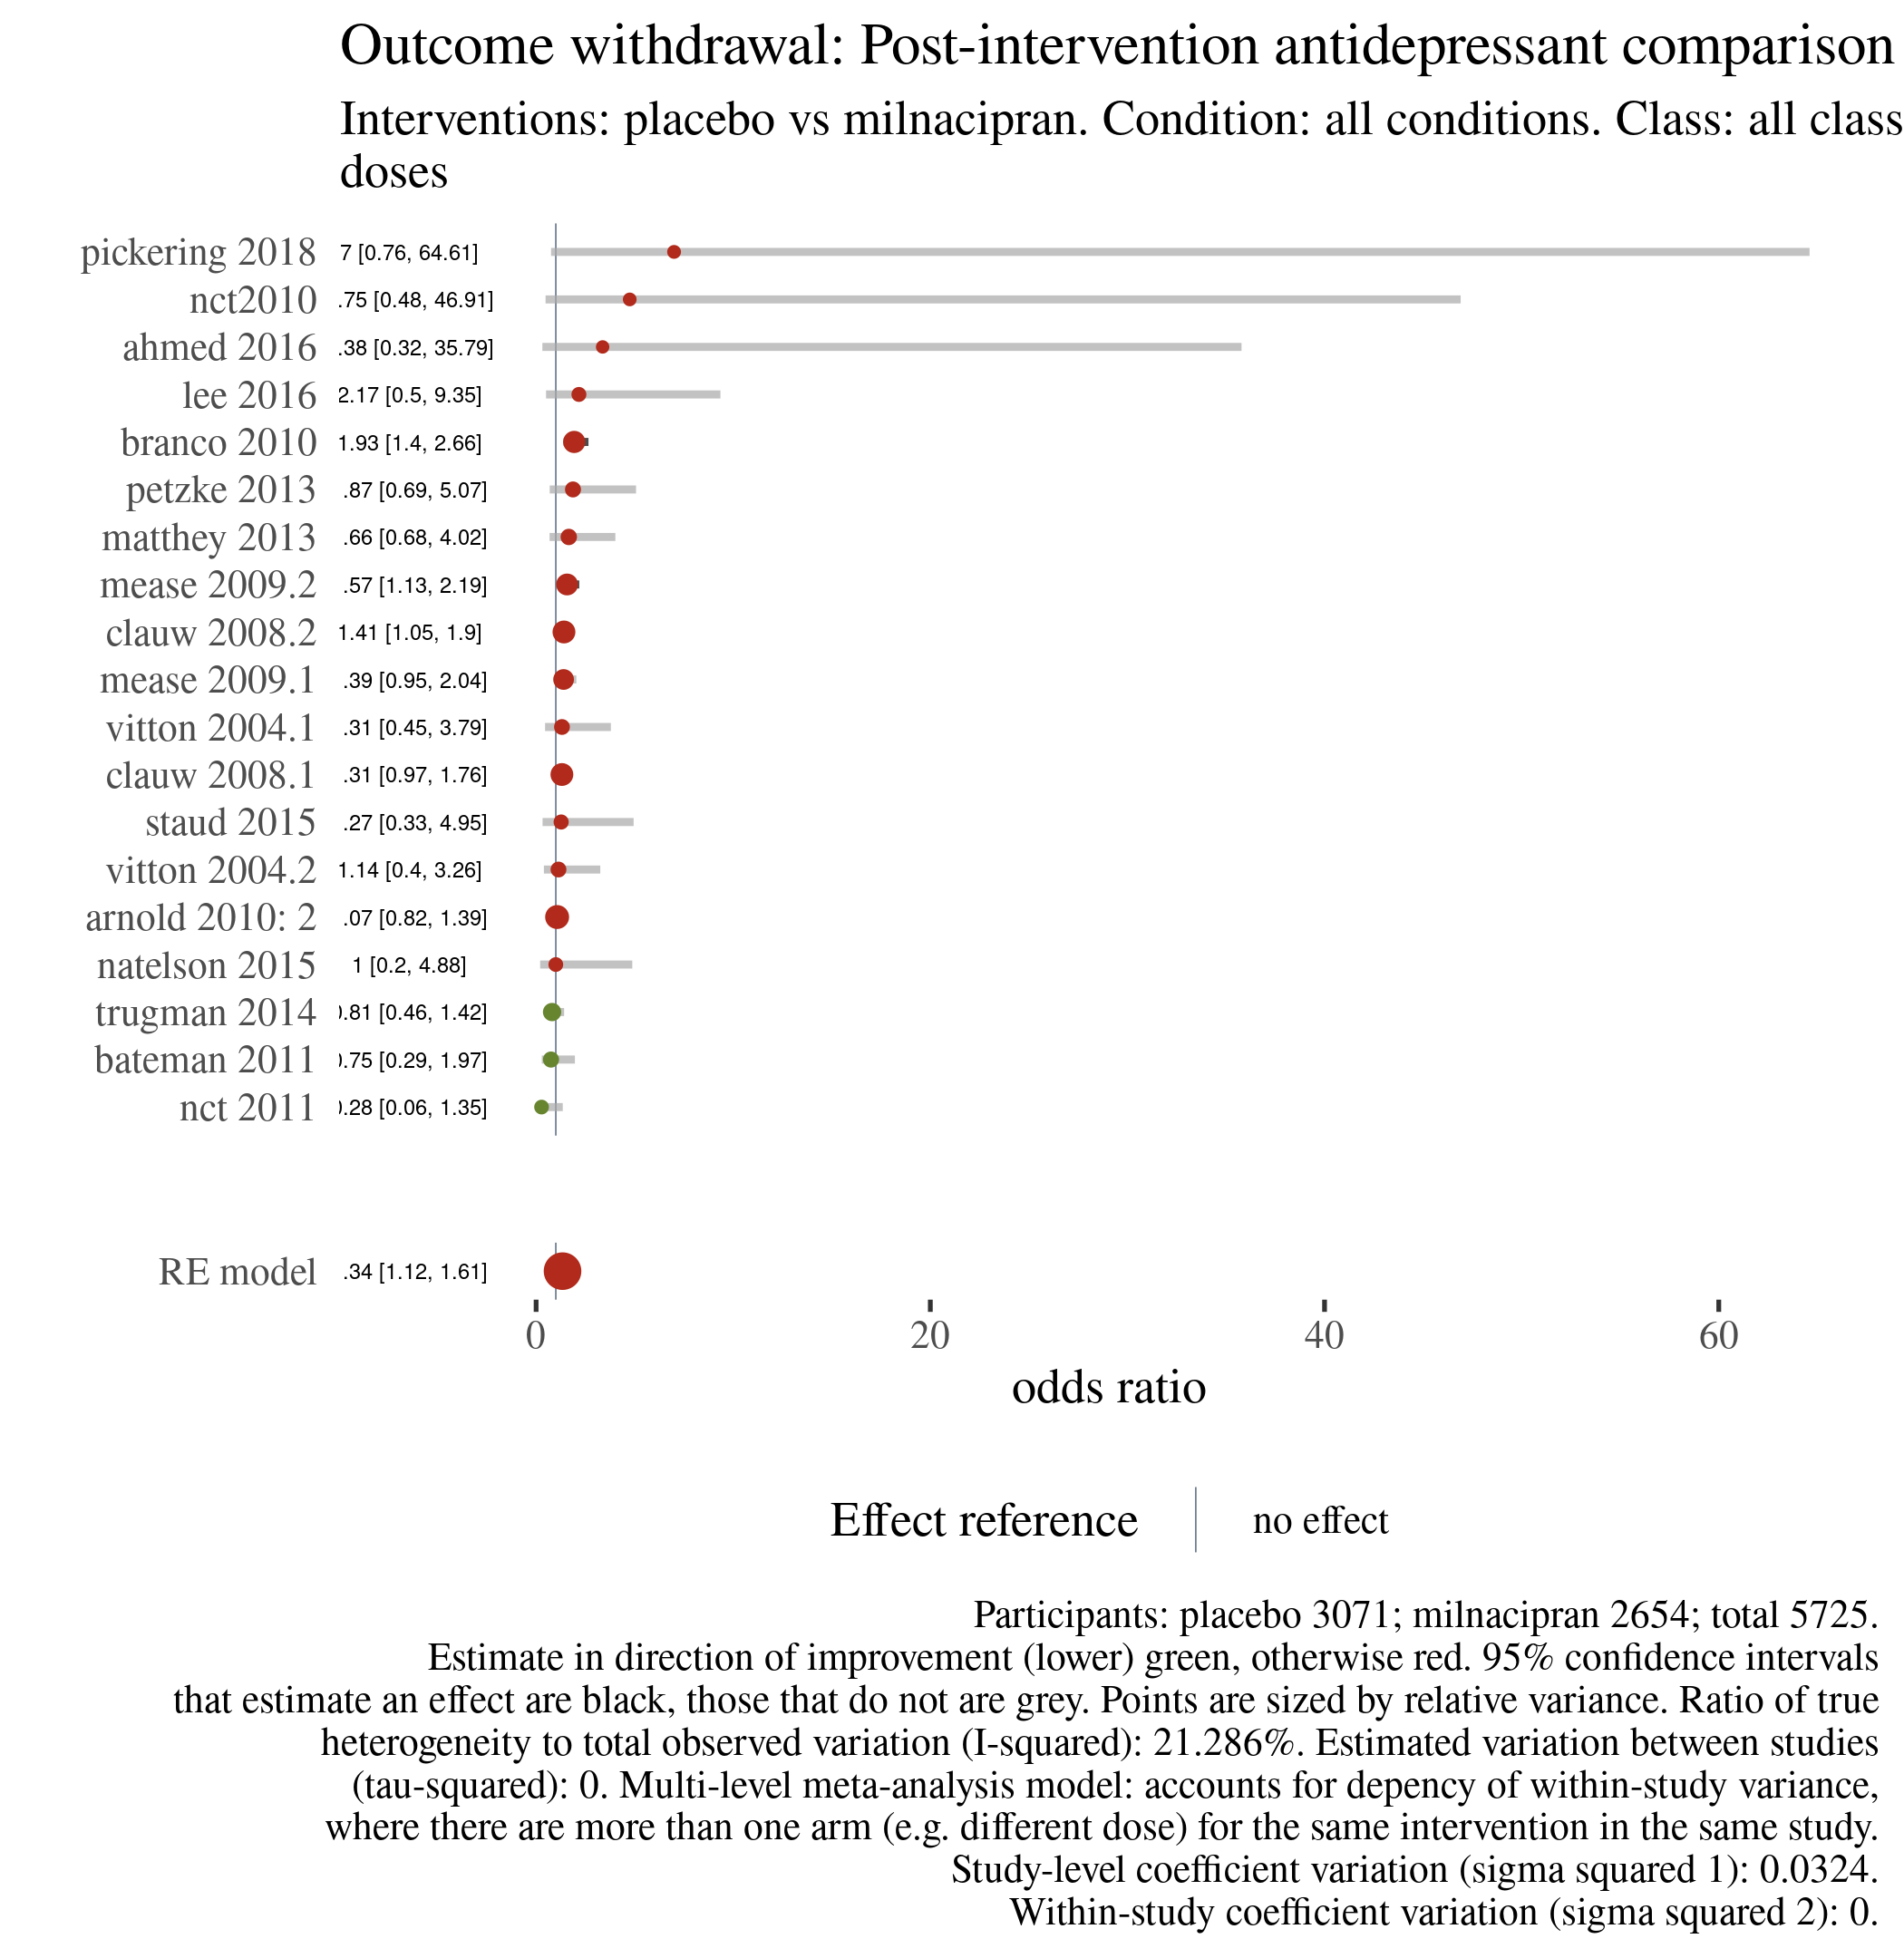 Outcome withdrawal: Post-intervention antidepressant comparison
Interventions: placebo vs milnacipran. Condition: all conditions. Class: all class
doses
pickering 2018 7 [0.76, 64.61]
nct2010 .75 [0.48, 46.91]
ahmed 2016 .38 [0.32, 35.79]
lee 2016 2.17 [0.5, 9.35]
branco 2010 1.93 [1.4, 2.66]
petzke 2013 .87 [0.69, 5.07]
matthey 2013 .66 [0.68, 4.02]
mease 2009.2 .57 [1.13, 2.19]
clauw 2008.2 1.41 [1.05, 1.9]
mease 2009.1 .39 [0.95, 2.04]
vitton 2004.1 .31 [0.45, 3.79]
clauw 2008.1 .31 [0.97, 1.76]
staud 2015 .27 [0.33, 4.95]
vitton 2004.2 1.14 [0.4, 3.26]
arnold 2010: 2 .07 [0.82, 1.39]
natelson 2015 1 [0.2, 4.88]
trugman 2014 0.81 [0.46, 1.42]
bateman 2011 0.75 [0.29, 1.97]
nct 2011 0.28 [0.06, 1.35]
RE model .34 [1.12, 1.61]
0 20 40 60
odds ratio
Effect reference no effect
Participants: placebo 3071; milnacipran 2654; total 5725.
Estimate in direction of improvement (lower) green, otherwise red. 95% confidence intervals
that estimate an effect are black, those that do not are grey. Points are sized by relative variance. Ratio of true
heterogeneity to total observed variation (I-squared): 21.286%. Estimated variation between studies
(tau-squared): 0. Multi-level meta-analysis model: accounts for depency of within-study variance,
where there are more than one arm (e.g. different dose) for the same intervention in the same study.
Study-level coefficient variation (sigma squared 1): 0.0324.
Within-study coefficient variation (sigma squared 2): 0.